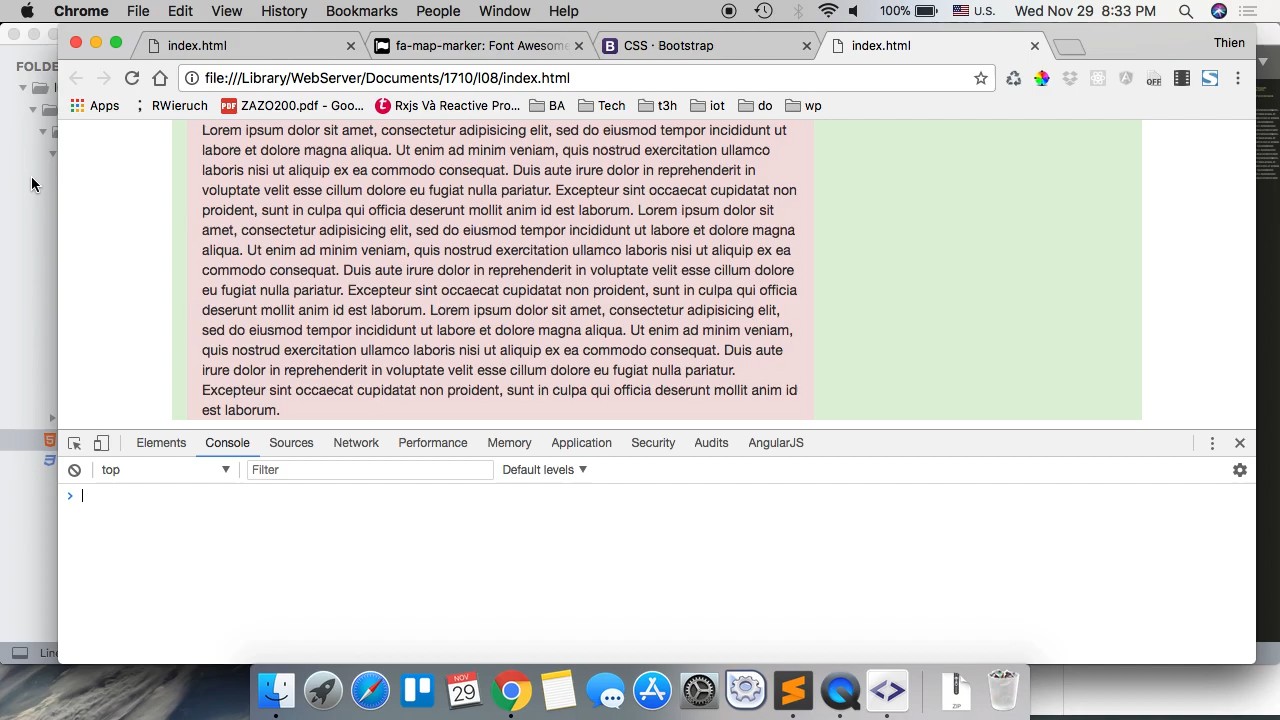 Chrome File Edit View History Bookmarks People Window Help 100% U.S. Wed Nov 29 8:33 PM
index.html fa-map-marker: Font Awesome CSS · Bootstrap index.html Thien
FOLDE
file:///Library/WebServer/Documents/1710/l08/index.html
Apps RWieruch ZAZO200.pdf - Goo... Rxjs Và Reactive Pro... Tech t3h iot do wp
Lorem ipsum dolor sit amet, consectetur adipisicing elit, sed do eiusmod tempor incididunt ut
labore et dolore magna aliqua. Ut enim ad minim veniam, quis nostrud exercitation ullamco
laboris nisi ut aliquip ex ea commodo consequat. Duis aute irure dolor in reprehenderit in
voluptate velit esse cillum dolore eu fugiat nulla pariatur. Excepteur sint occaecat cupidatat non
proident, sunt in culpa qui officia deserunt mollit anim id est laborum. Lorem ipsum dolor sit
amet, consectetur adipisicing elit, sed do eiusmod tempor incididunt ut labore et dolore magna
aliqua. Ut enim ad minim veniam, quis nostrud exercitation ullamco laboris nisi ut aliquip ex ea
commodo consequat. Duis aute irure dolor in reprehenderit in voluptate velit esse cillum dolore
eu fugiat nulla pariatur. Excepteur sint occaecat cupidatat non proident, sunt in culpa qui officia
deserunt mollit anim id est laborum. Lorem ipsum dolor sit amet, consectetur adipisicing elit,
sed do eiusmod tempor incididunt ut labore et dolore magna aliqua. Ut enim ad minim veniam,
quis nostrud exercitation ullamco laboris nisi ut aliquip ex ea commodo consequat. Duis aute
irure dolor in reprehenderit in voluptate velit esse cillum dolore eu fugiat nulla pariatur.
Excepteur sint occaecat cupidatat non proident, sunt in culpa qui officia deserunt mollit anim id
est laborum.
Elements Console Sources Network Performance Memory Application Security Audits AngularJS
top Filter Default levels
Line
NOV
29
ZIP